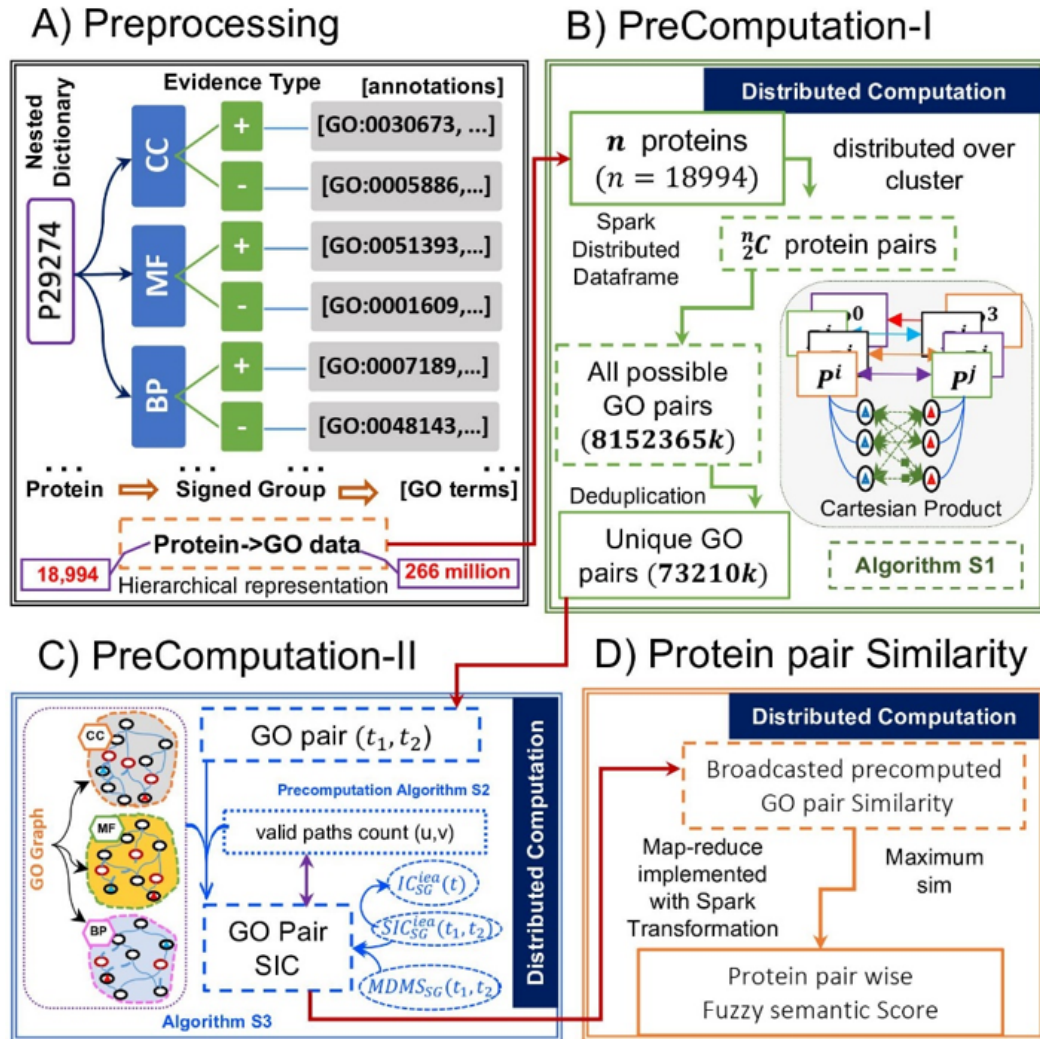 A) Preprocessing
Evidence Type
[annotations]
Nested
Dictionary
P29274
CC
+
[GO:0030673, ...]
-
[GO:0005886,...]
MF
+
[GO:0051393,...]
-
[GO:0001609,...]
BP
+
[GO:0007189,...]
-
[GO:0048143,...]
... ... ... ...
Protein ⇨ Signed Group ⇨ [GO terms]
Protein->GO data
18,994
Hierarchical representation
266 million
B) PreComputation-I
Distributed Computation
n proteins
(n = 18994)
distributed over
cluster
Spark
Distributed
Dataframe
ⁿ₂C protein pairs
All possible
GO pairs
(8152365k)
0
3
Pⁱ
Pʲ
Cartesian Product
Deduplication
Unique GO
pairs (73210k)
Algorithm S1
C) PreComputation-II
Distributed Computation
GO Graph
CC
MF
BP
GO pair (t₁, t₂)
Precomputation Algorithm S2
valid paths count (u,v)
GO Pair
SIC
IC_SG^iea(t)
SIC_SG^iea(t₁, t₂)
MDMS_SG(t₁, t₂
Algorithm S3
D) Protein pair Similarity
Distributed Computation
Broadcasted precomputed
GO pair Similarity
Map-reduce
implemented
with Spark
Transformation
Maximum
sim
Protein pair wise
Fuzzy semantic Score